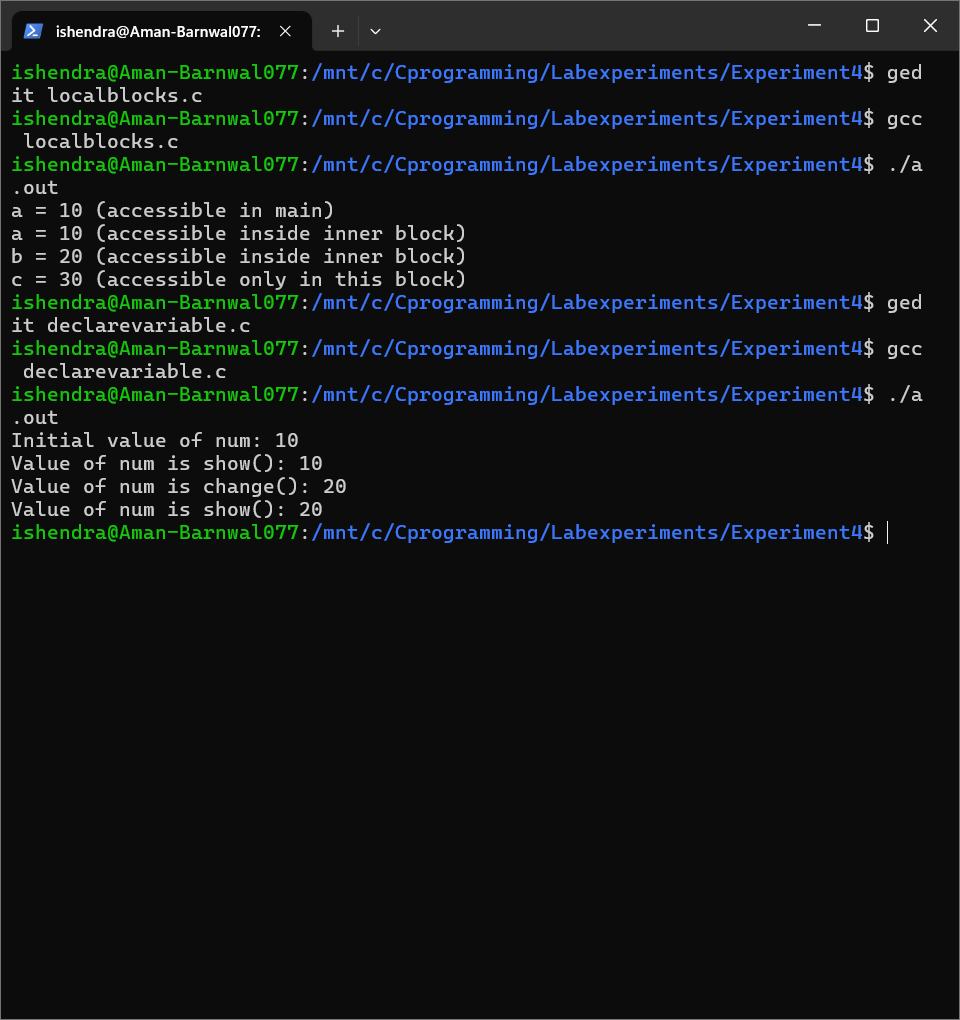 ishendra@Aman-Barnwal077:
ishendra@Aman-Barnwal077:/mnt/c/Cprogramming/Labexperiments/Experiment4$ ged
it localblocks.c
ishendra@Aman-Barnwal077:/mnt/c/Cprogramming/Labexperiments/Experiment4$ gcc
 localblocks.c
ishendra@Aman-Barnwal077:/mnt/c/Cprogramming/Labexperiments/Experiment4$ ./a
.out
a = 10 (accessible in main)
a = 10 (accessible inside inner block)
b = 20 (accessible inside inner block)
c = 30 (accessible only in this block)
ishendra@Aman-Barnwal077:/mnt/c/Cprogramming/Labexperiments/Experiment4$ ged
it declarevariable.c
ishendra@Aman-Barnwal077:/mnt/c/Cprogramming/Labexperiments/Experiment4$ gcc
 declarevariable.c
ishendra@Aman-Barnwal077:/mnt/c/Cprogramming/Labexperiments/Experiment4$ ./a
.out
Initial value of num: 10
Value of num is show(): 10
Value of num is change(): 20
Value of num is show(): 20
ishendra@Aman-Barnwal077:/mnt/c/Cprogramming/Labexperiments/Experiment4$